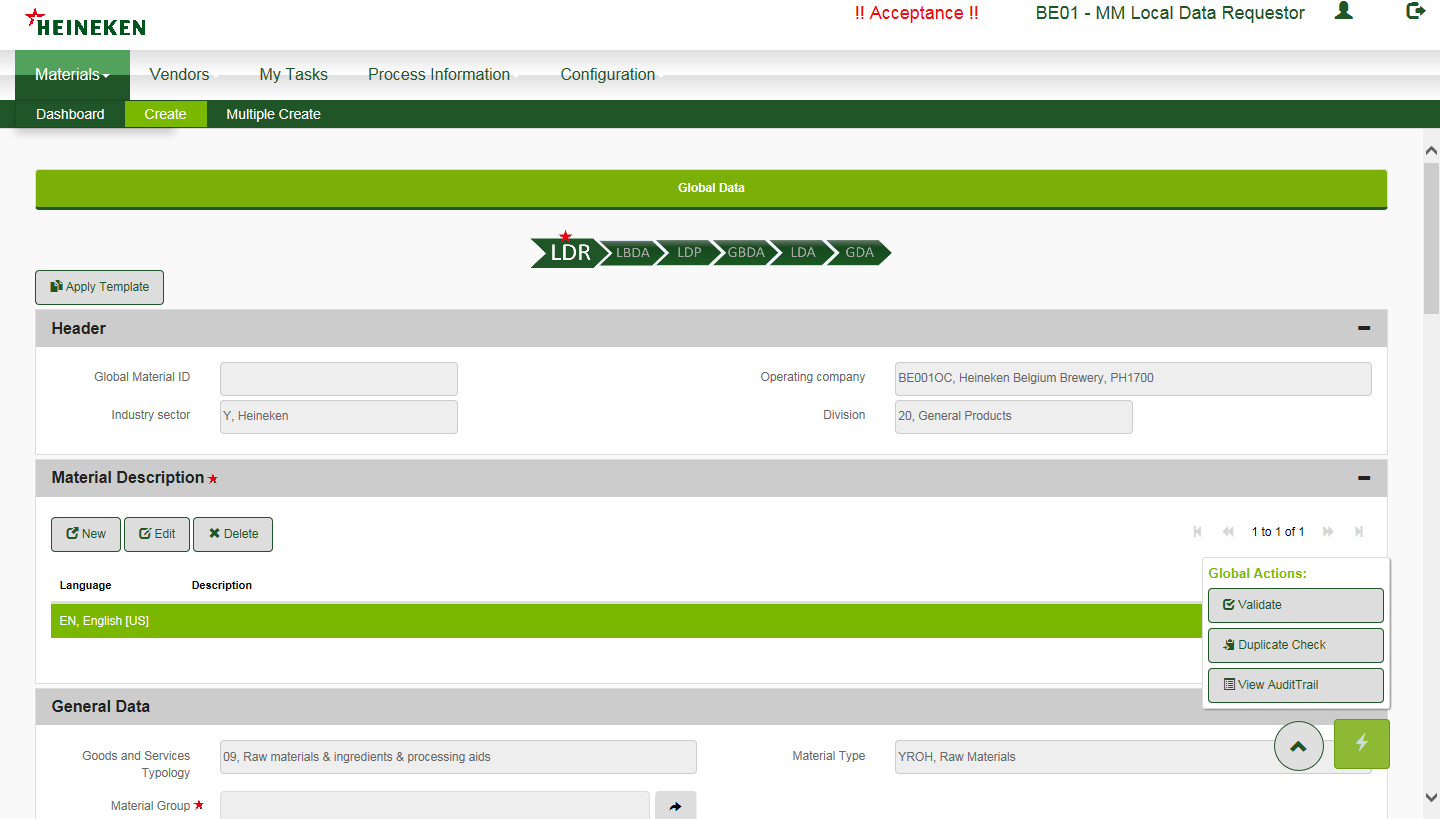 HEINEKEN
!! Acceptance !! BE01 - MM Local Data Requestor
Materials Vendors My Tasks Process Information Configuration
Dashboard Create Multiple Create
Global Data
LDR LBDA LDP GBDA LDA GDA
Apply Template
Header
Global Material ID Operating company BE001OC, Heineken Belgium Brewery, PH1700
Industry sector Y, Heineken Division 20, General Products
Material Description
New Edit Delete 1 to 1 of 1
Language Description
EN, English [US]
Global Actions:
Validate
Duplicate Check
View AuditTrail
General Data
Goods and Services Typology 09, Raw materials & ingredients & processing aids Material Type YROH, Raw Materials
Material Group